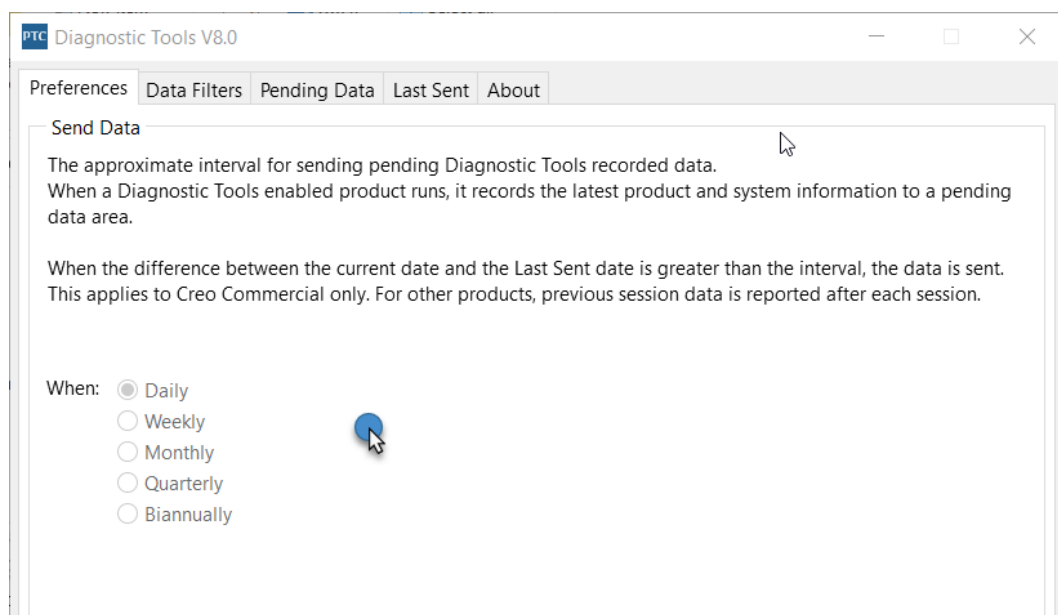 PTC Diagnostic Tools V8.0
Preferences Data Filters Pending Data Last Sent About
Send Data
The approximate interval for sending pending Diagnostic Tools recorded data.
When a Diagnostic Tools enabled product runs, it records the latest product and system information to a pending
data area.
When the difference between the current date and the Last Sent date is greater than the interval, the data is sent.
This applies to Creo Commercial only. For other products, previous session data is reported after each session.
When: Daily
Weekly
Monthly
Quarterly
Biannually